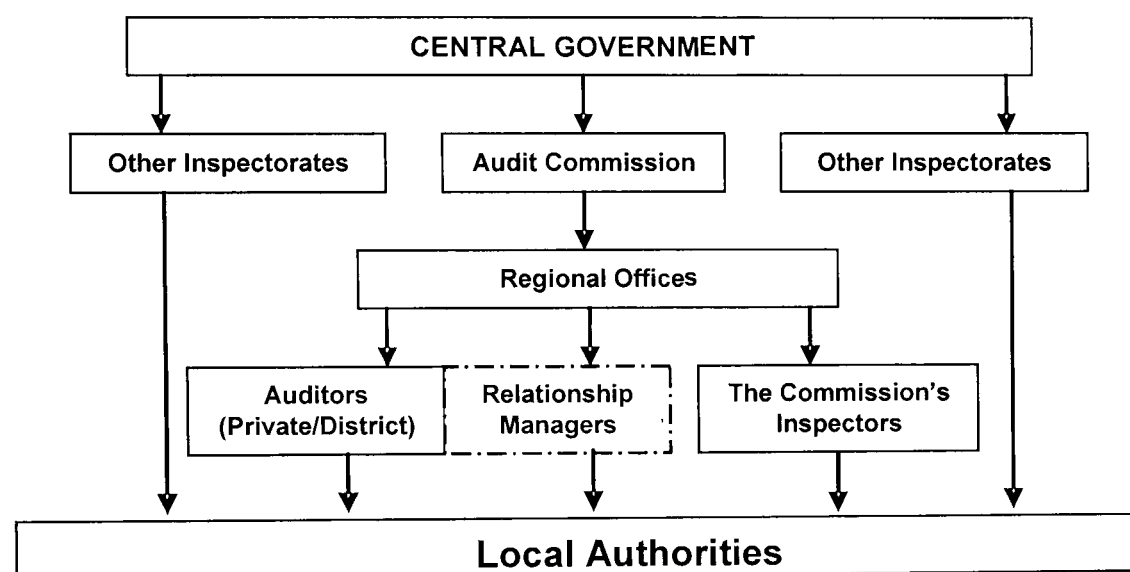 CENTRAL GOVERNMENT
Other Inspectorates
Audit Commission
Other Inspectorates
Regional Offices
Auditors
(Private/District)
Relationship
Managers
The Commission's
Inspectors
Local Authorities